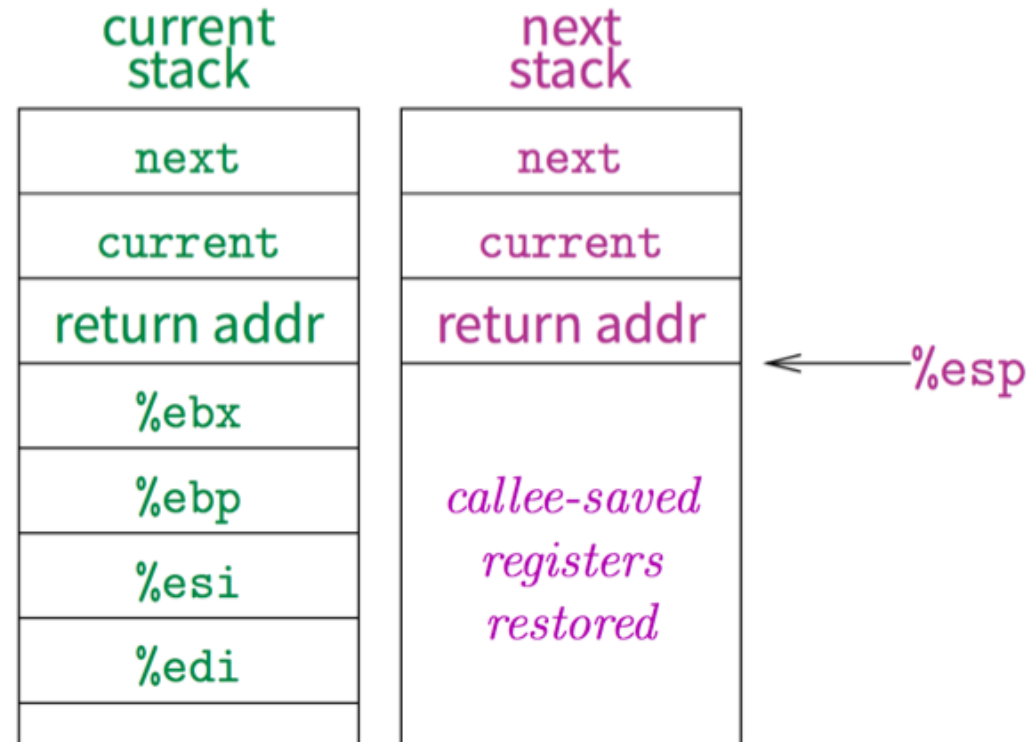 current
stack
next
current
return addr
%ebx
%ebp
%esi
%edi
next
stack
next
current
return addr
callee-saved
registers
restored
%esp